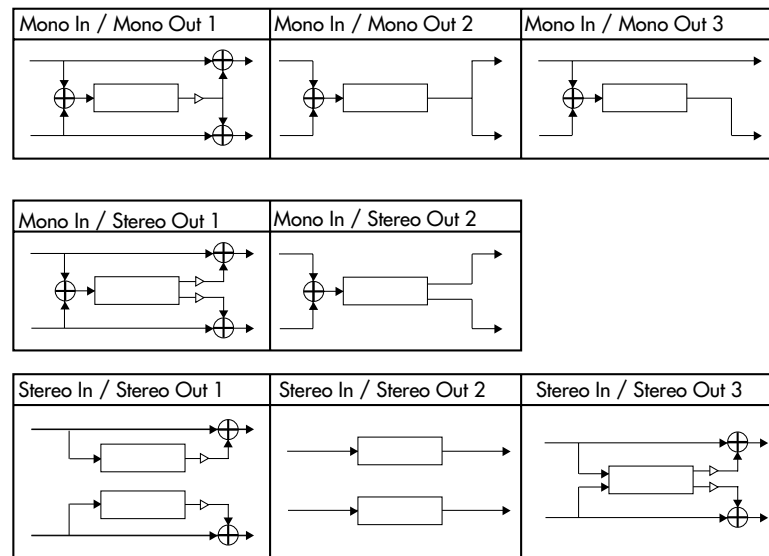 Mono In / Mono Out 1
Mono In / Mono Out 2
Mono In / Mono Out 3
Mono In / Stereo Out 1
Mono In / Stereo Out 2
Stereo In / Stereo Out 1
Stereo In / Stereo Out 2
Stereo In / Stereo Out 3